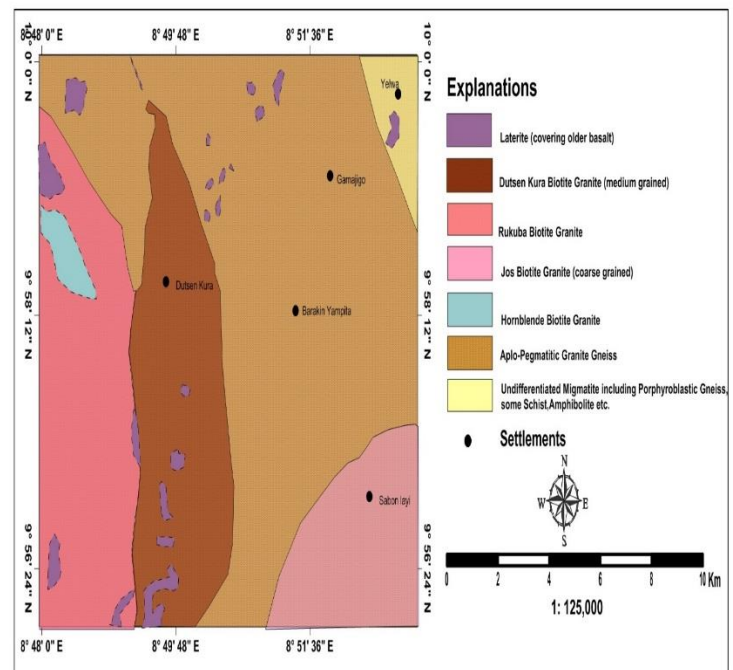 8° 48' 0" E
8° 49' 48" E
8° 51' 36" E
10° 0' 0" N
10° 0' 0" N
Yelwa
Gamajigo
Dutsen Kura
Barakin Yampita
9° 58' 12" N
9° 58' 12" N
Sabon layi
9° 56' 24" N
9° 56' 24" N
8° 48' 0" E
8° 49' 48" E
8° 51' 36" E
Explanations
Laterite (covering older basalt)
Dutsen Kura Biotite Granite (medium grained)
Rukuba Biotite Granite
Jos Biotite Granite (coarse grained)
Hornblende Biotite Granite
Aplo-Pegmatitic Granite Gneiss
Undifferentiated Migmatite including Porphyroblastic Gneiss,
some Schist,Amphibolite etc.
Settlements
N
W E
S
0 2 4 6 8 10 Km
1: 125,000